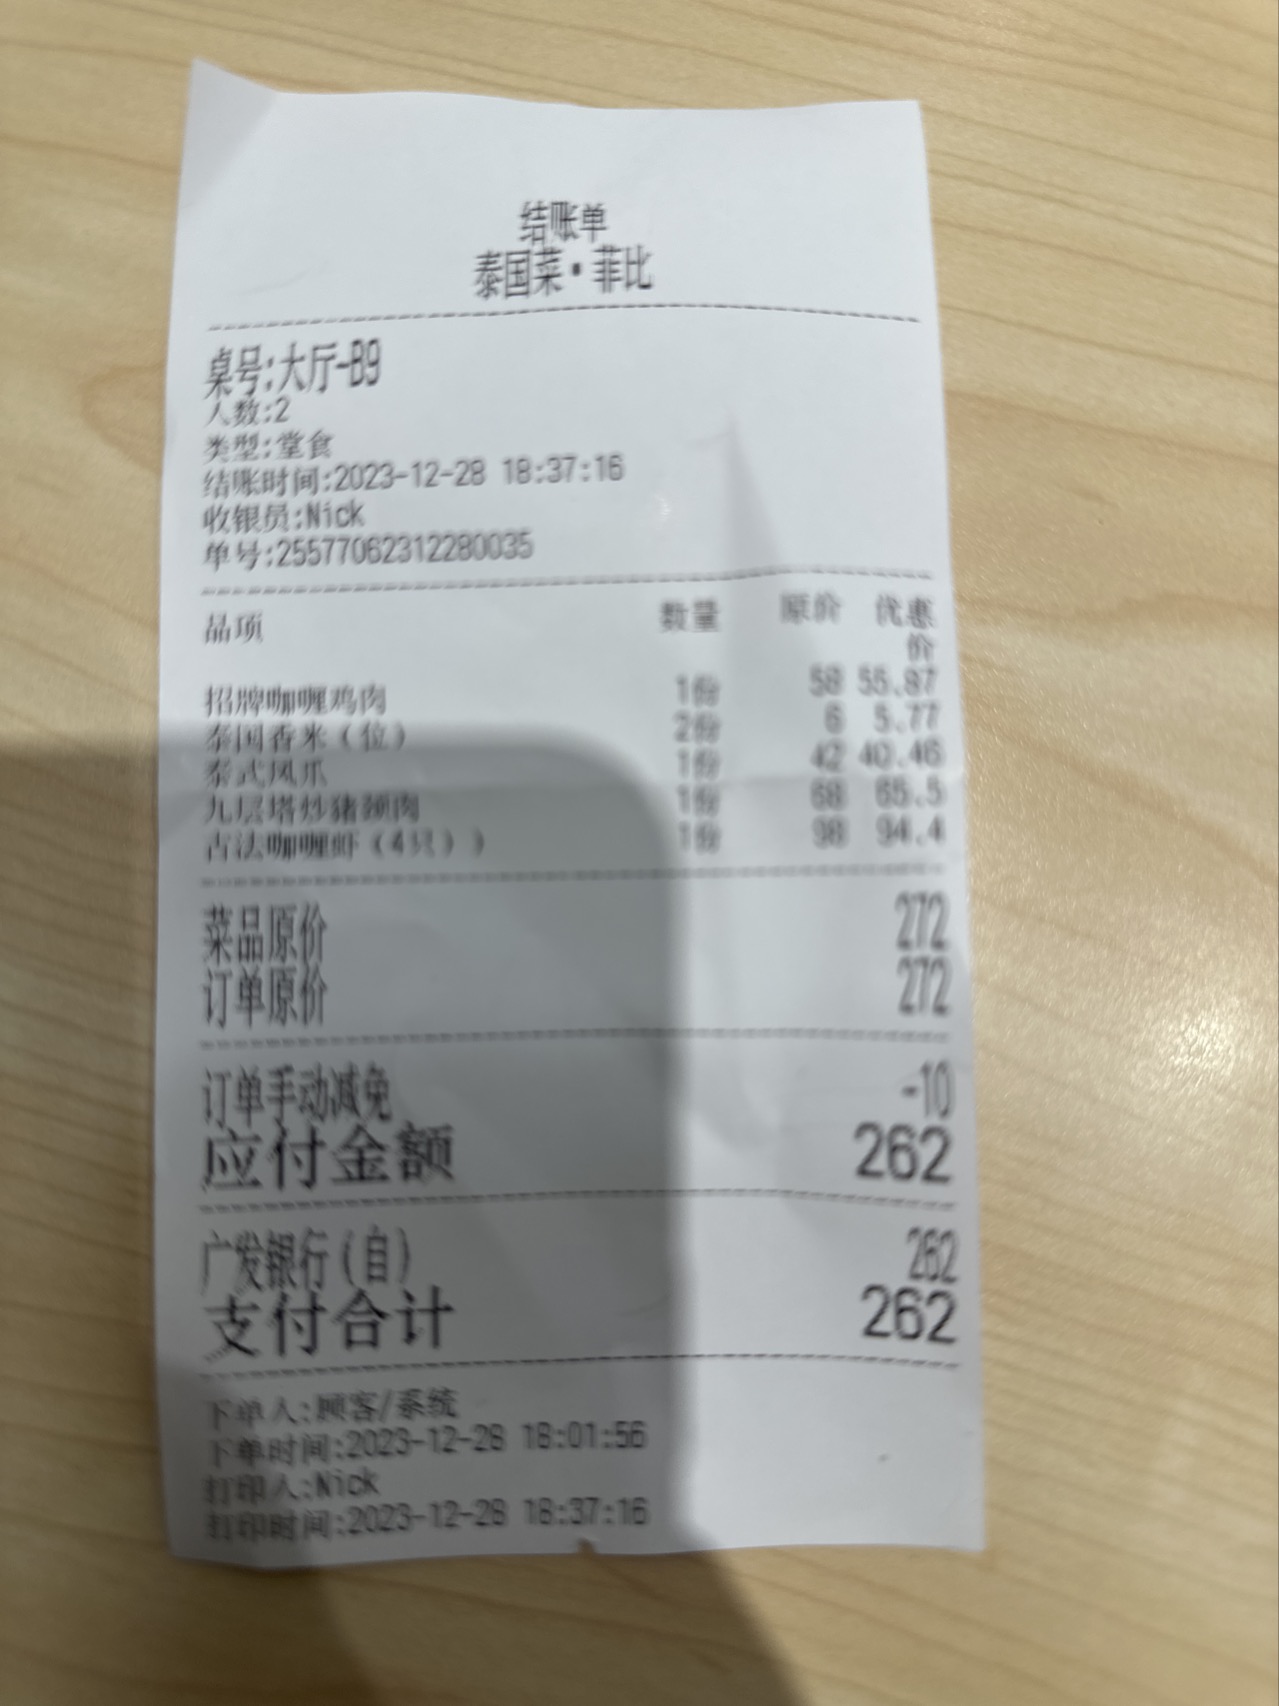 结账单
泰国菜·菲比
桌号:大厅-B9
人数:2
类型:堂食
结账时间:2023-12-28 18:37:16
收银员:Nick
单号:25577062312280035
品项 数量 原价 优惠价
招牌咖喱鸡肉 1份 58 55.87
泰国香米(位) 2份 6 5.77
泰式凤爪 1份 42 40.46
九层塔炒猪颈肉 1份 68 65.5
古法咖喱虾(4只)) 1份 98 94.4
菜品原价 272
订单原价 272
订单手动减免 -10
应付金额 262
广发银行(自) 262
支付合计 262
下单人:顾客/系统
下单时间:2023-12-28 18:01:56
打印人:Nick
打印时间:2023-12-28 18:37:16